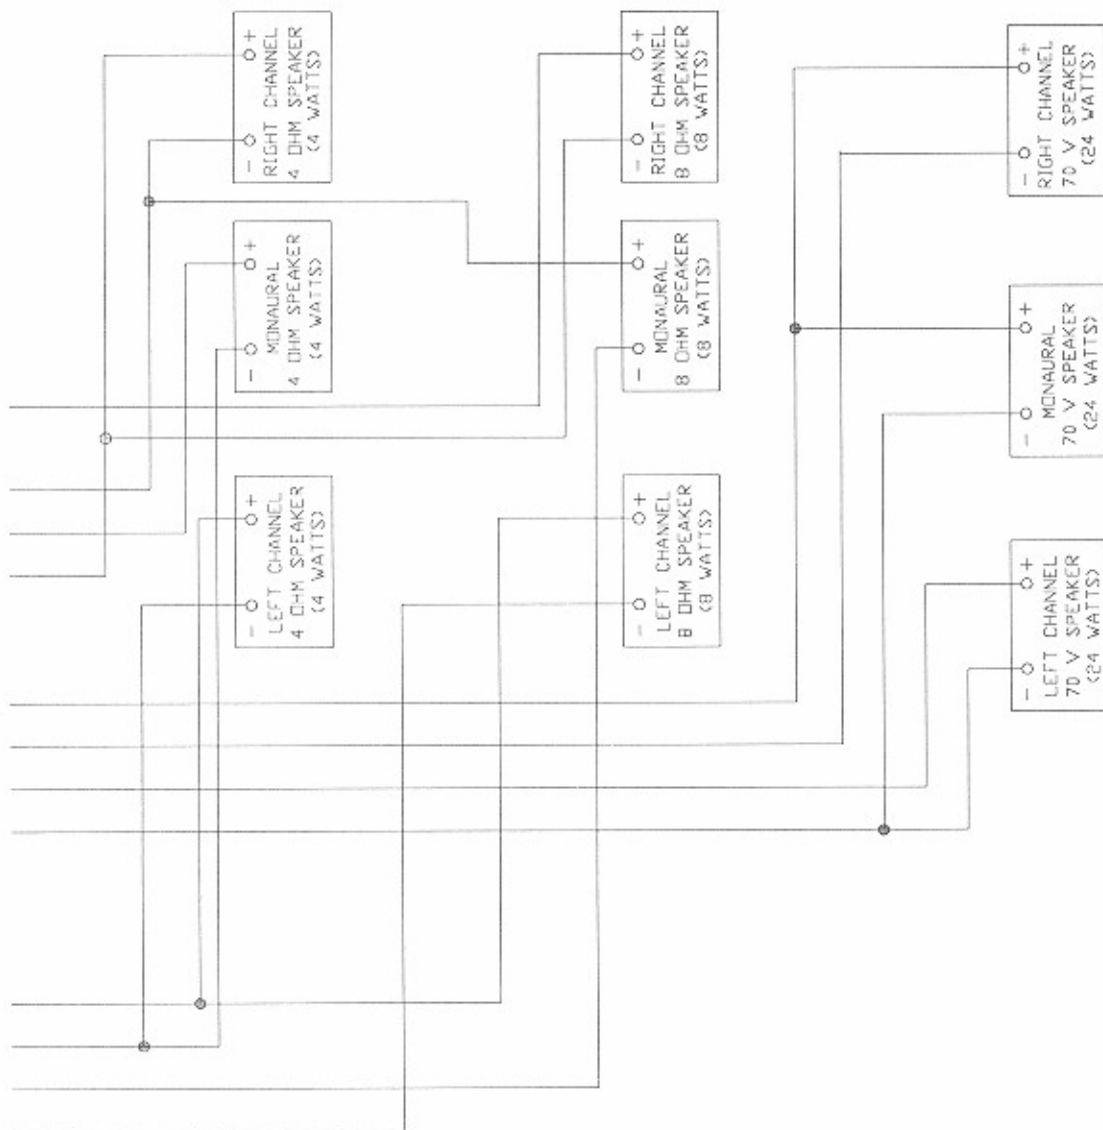 +
-
RIGHT CHANNEL
4 OHM SPEAKER
(4 WATTS)
+
-
MONAURAL
4 OHM SPEAKER
(4 WATTS)
+
-
LEFT CHANNEL
4 OHM SPEAKER
(4 WATTS)
+
-
RIGHT CHANNEL
8 OHM SPEAKER
(8 WATTS)
+
-
MONAURAL
8 OHM SPEAKER
(8 WATTS)
+
-
LEFT CHANNEL
8 OHM SPEAKER
(8 WATTS)
+
-
RIGHT CHANNEL
70 V SPEAKER
(24 WATTS)
+
-
MONAURAL
70 V SPEAKER
(24 WATTS)
+
-
LEFT CHANNEL
70 V SPEAKER
(24 WATTS)